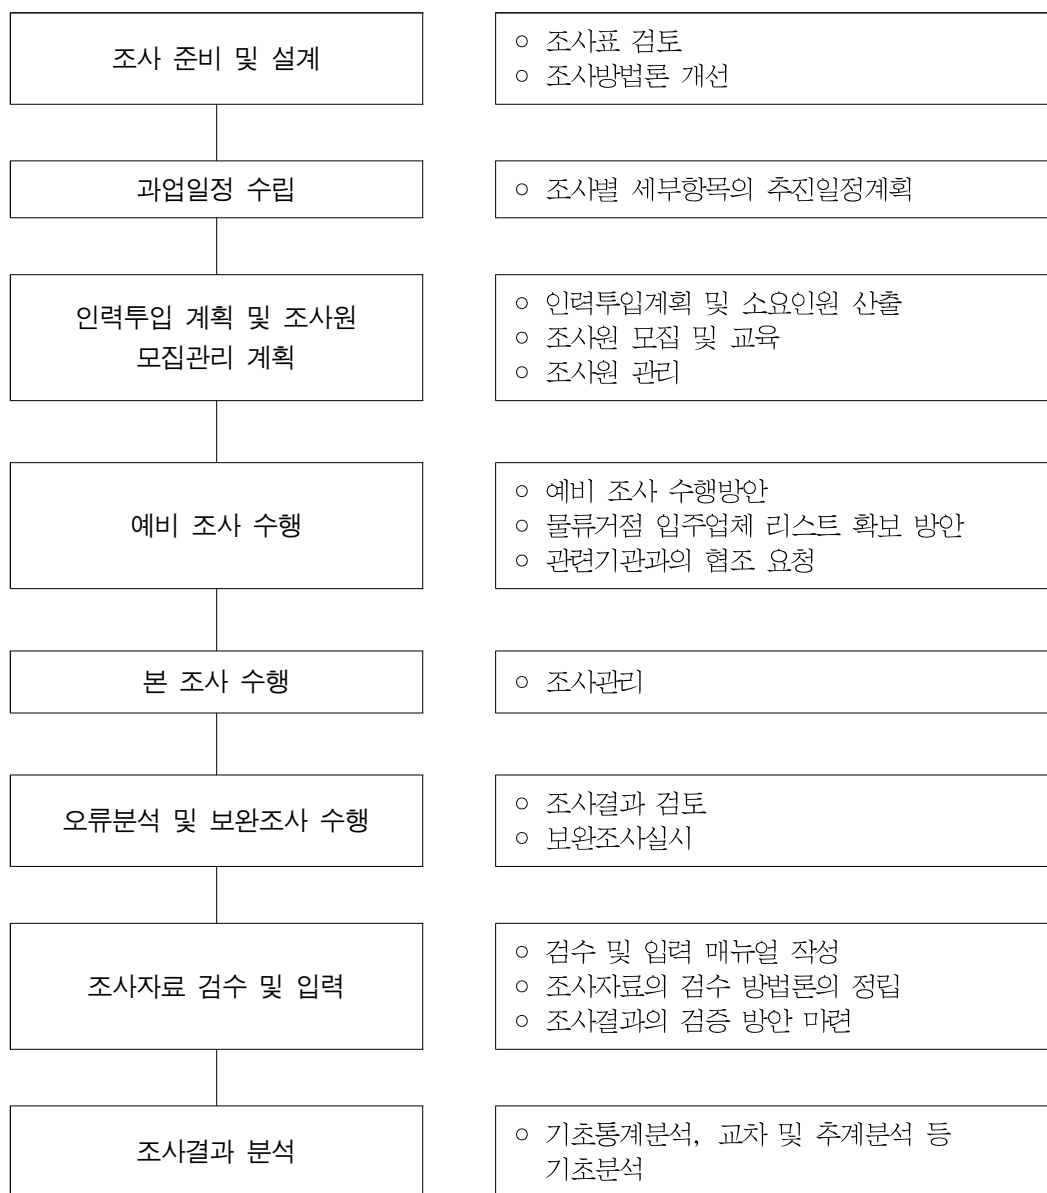 조사 준비 및 설계
○ 조사표 검토
○ 조사방법론 개선
과업일정 수립
○ 조사별 세부항목의 추진일정계획
인력투입 계획 및 조사원
모집관리 계획
○ 인력투입계획 및 소요인원 산출
○ 조사원 모집 및 교육
○ 조사원 관리
예비 조사 수행
○ 예비 조사 수행방안
○ 물류거점 입주업체 리스트 확보 방안
○ 관련기관과의 협조 요청
본 조사 수행
○ 조사관리
오류분석 및 보완조사 수행
○ 조사결과 검토
○ 보완조사실시
조사자료 검수 및 입력
○ 검수 및 입력 매뉴얼 작성
○ 조사자료의 검수 방법론의 정립
○ 조사결과의 검증 방안 마련
조사결과 분석
○ 기초통계분석, 교차 및 추계분석 등
기초분석